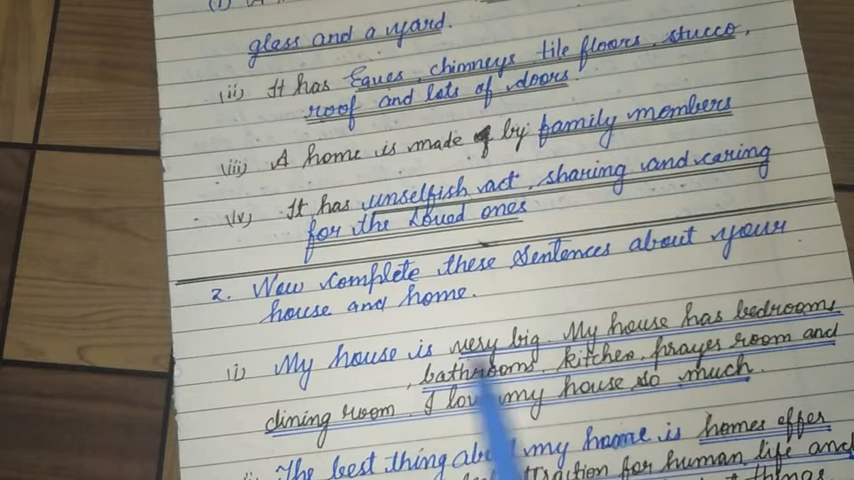 glass and a yard.
(ii) It has Eaves, chimneys tile floors, stucco,
roof and lots of doors.
(iii) A home is made by family members
(iv) It has unselfish act, sharing and caring
for the Loved ones
2. Now complete these sentences about your
house and home.
i) My house is very big. My house has bedrooms
, bathrooms, kitchen, prayer room and
dining room. I love my house so much.
The best thing about my home is homes offer
for human life and
things